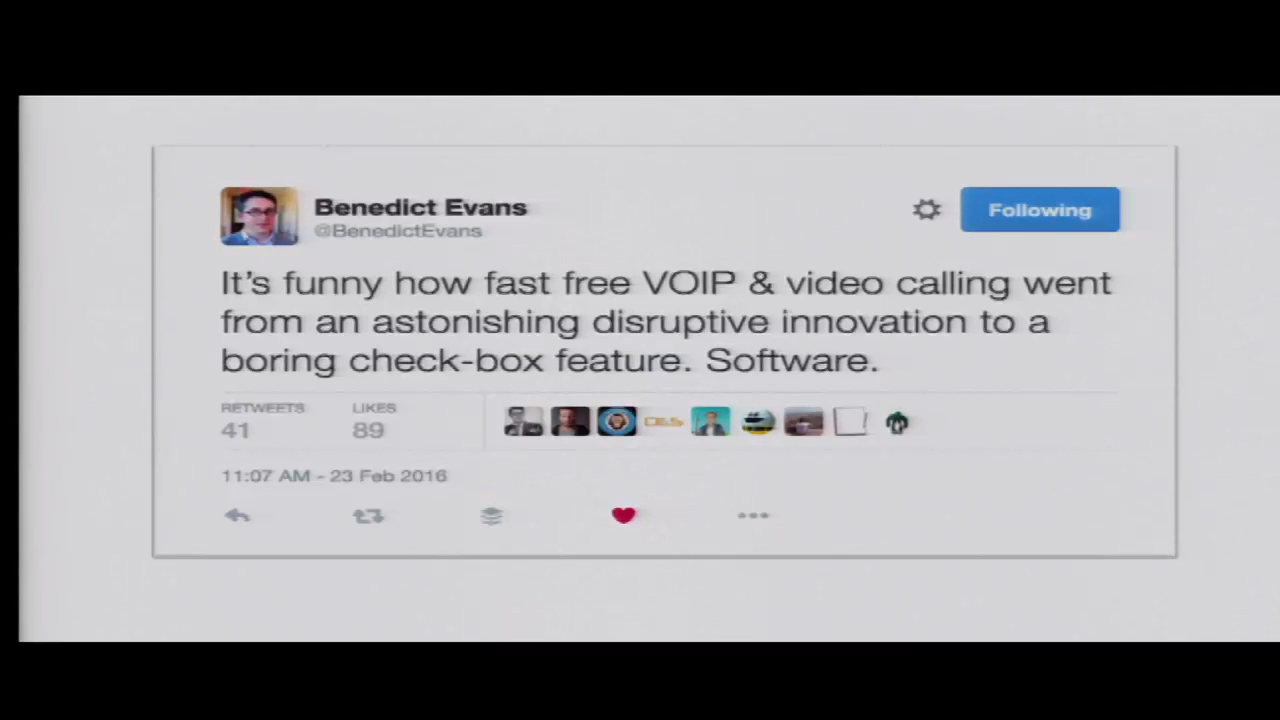 Benedict Evans
@BenedictEvans
Following
It's funny how fast free VOIP & video calling went
from an astonishing disruptive innovation to a
boring check-box feature. Software.
RETWEETS LIKES
41 89
11:07 AM - 23 Feb 2016